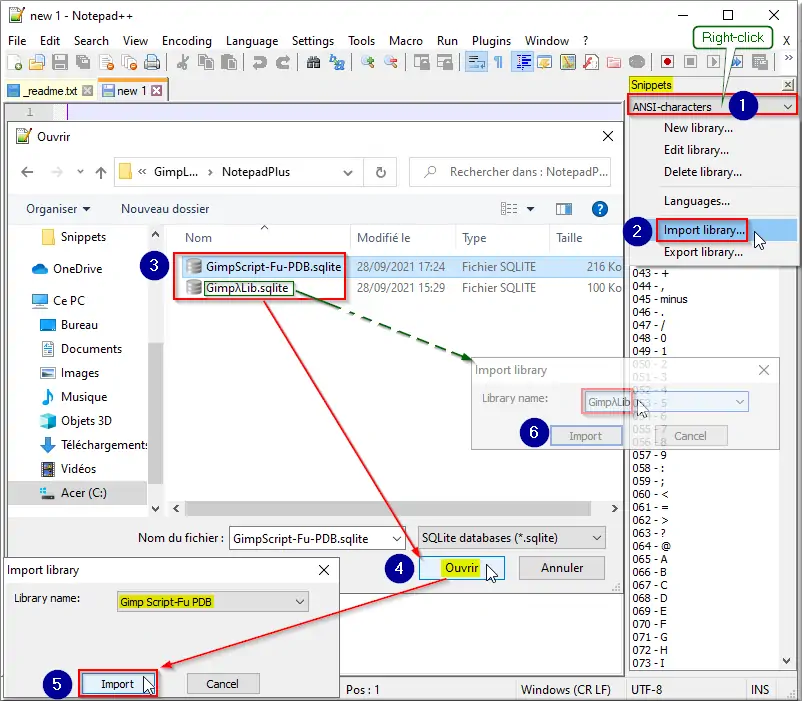 new 1 - Notepad++
File Edit Search View Encoding Language Settings Tools Macro Run Plugins Window ? X
Right-click
_readme.txt new 1
1
Snippets
ANSI-characters
1
New library...
Edit library...
Delete library...
Languages...
2
Import library...
Export library...
Ouvrir
« GimpL... › NotepadPlus
Rechercher dans : NotepadP...
Organiser Nouveau dossier
Nom Modifié le Type Taille
Snippets
OneDrive
Ce PC
Bureau
Documents
Images
Musique
Objets 3D
Téléchargements
Vidéos
Acer (C:)
3
GimpScript-Fu-PDB.sqlite 28/09/2021 17:24 Fichier SQLITE 216 Ko
GimpλLib.sqlite 28/09/2021 15:29 Fichier SQLITE 100 Ko
043 - +
044 - ,
045 - minus
046 - .
047 - /
048 - 0
049 - 1
050 - 2
051 - 3
052 - 4
053 - 5
055 - 7
056 - 8
057 - 9
058 - :
059 - ;
060 - <
061 - =
062 - >
063 - ?
064 - @
065 - A
066 - B
067 - C
068 - D
069 - E
070 - F
071 - G
072 - H
073 - I
Import library
Library name:
GimpλLib
6
Import Cancel
Nom du fichier : GimpScript-Fu-PDB.sqlite SQLite databases (*.sqlite)
4
Ouvrir Annuler
Import library
Library name: Gimp Script-Fu PDB
5
Import Cancel
Pos : 1 Windows (CR LF) UTF-8 INS